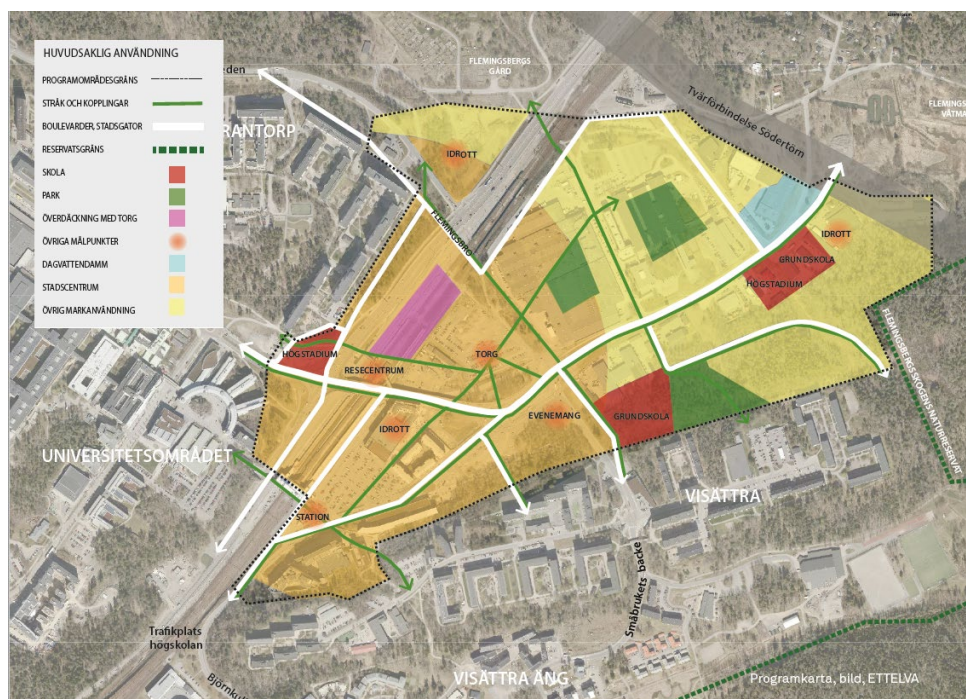 HUVUDSAKLIG ANVÄNDNING
PROGRAMOMRÅDESGRÄNS
STRÅK OCH KOPPLINGAR
BOULEVARDER, STADSGATOR
RESERVATSGRÄNS
SKOLA
PARK
ÖVERDÄCKNING MED TORG
ÖVRIGA MÅLPUNKTER
DAGVATTENDAMM
STADSCENTRUM
ÖVRIG MARKANVÄNDNING
FLEMINGSBERGS
GÅRD
Tvärförbindelse Södertörn
IDROTT
FLEMINGSBRO
IDROTT
GRUNDSKOLA
HÖGSTADIUM
HÖGSTADIUM
RESECENTRUM
TORG
IDROTT
EVENEMANG
GRUNDSKOLA
FLEMINGSBERGSSKOGENS NATURRESERVAT
UNIVERSITETSOMRÅDET
STATION
VISÄTTRA
Småbrukets backe
Trafikplats
högskolan
VISÄTTRA ÄNG
Programkarta, bild, ETTELVA